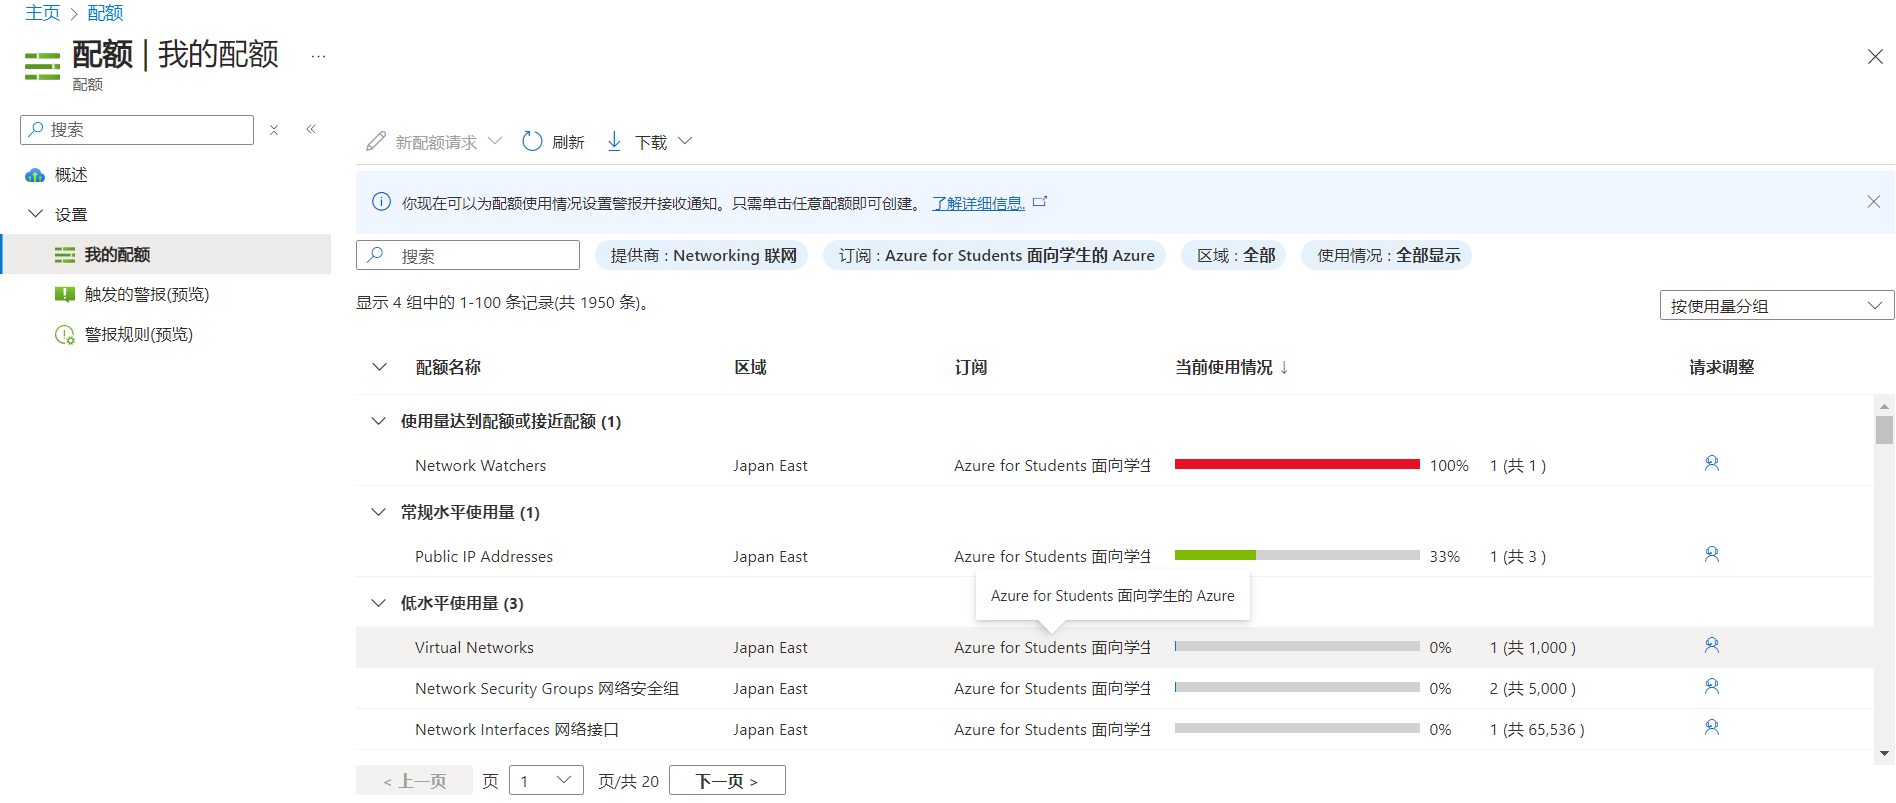 主页 > 配额
配额 | 我的配额 ...
配额
搜索
概述
设置
我的配额
触发的警报(预览)
警报规则(预览)
新配额请求 刷新 下载
你现在可以为配额使用情况设置警报并接收通知。只需单击任意配额即可创建。 了解详细信息.
搜索 提供商 : Networking 联网 订阅 : Azure for Students 面向学生的 Azure 区域 : 全部 使用情况 : 全部显示
显示 4 组中的 1-100 条记录(共 1950 条)。
按使用量分组
配额名称 区域 订阅 当前使用情况 ↓ 请求调整
使用量达到配额或接近配额 (1)
Network Watchers Japan East Azure for Students 面向学生 100% 1 (共 1 )
常规水平使用量 (1)
Public IP Addresses Japan East Azure for Students 面向学生 33% 1 (共 3 )
Azure for Students 面向学生的 Azure
低水平使用量 (3)
Virtual Networks Japan East Azure for Students 面向学生 0% 1 (共 1,000 )
Network Security Groups 网络安全组 Japan East Azure for Students 面向学生 0% 2 (共 5,000 )
Network Interfaces 网络接口 Japan East Azure for Students 面向学生 0% 1 (共 65,536 )
< 上一页 页 1 页/共 20 下一页 >